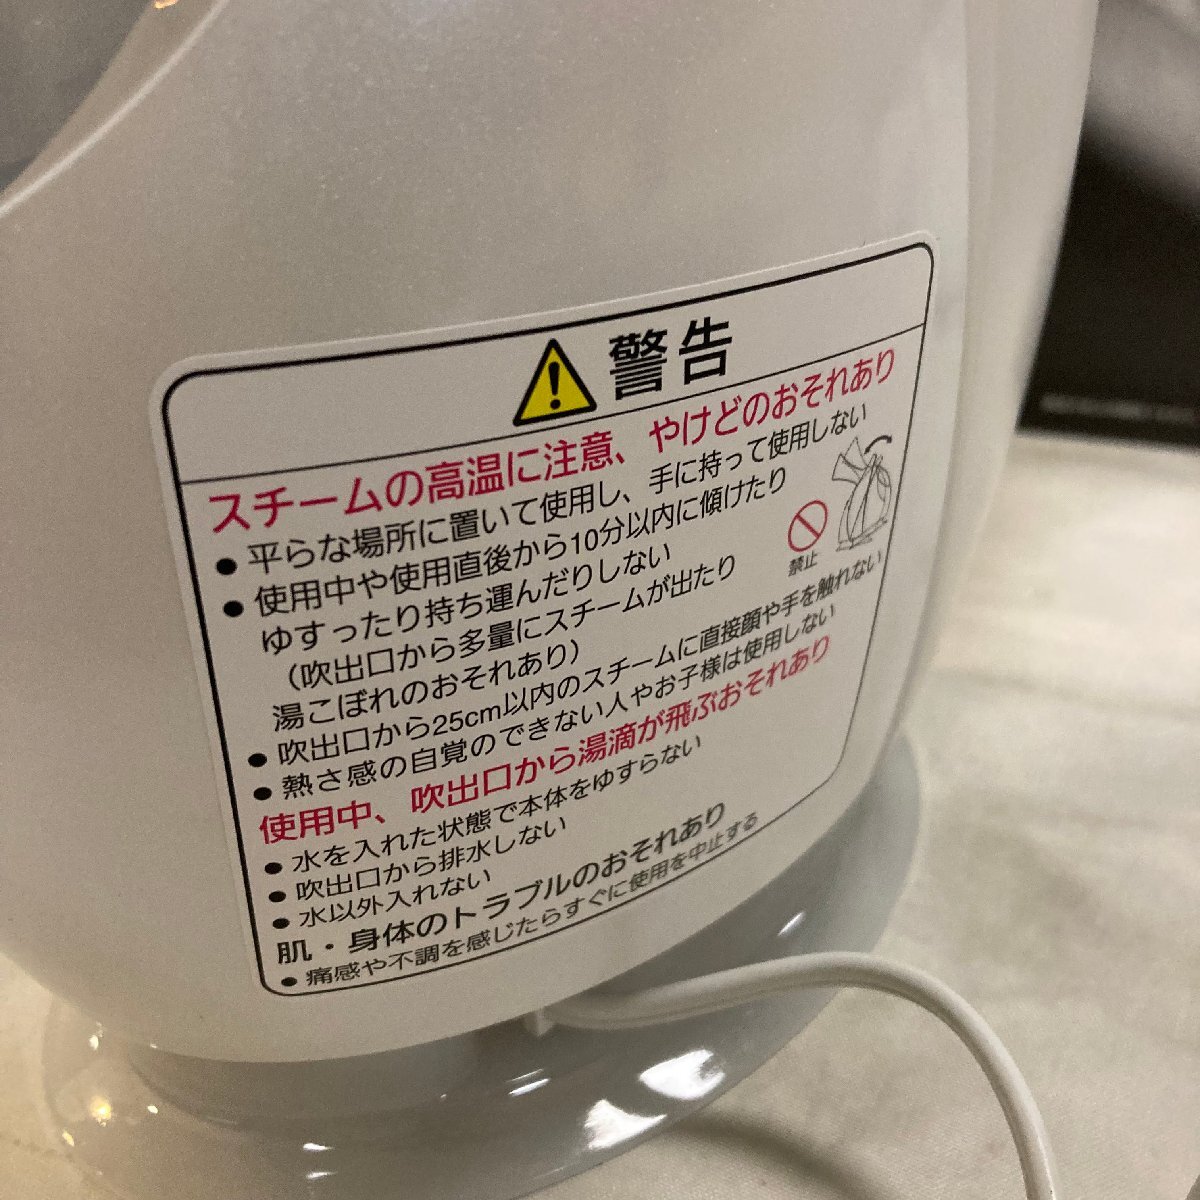 警告
スチームの高温に注意、やけどのおそれあり
● 平らな場所に置いて使用し、手に持って使用しない
● 使用中や使用直後から10分以内に傾けたり
ゆすったり持ち運んだりしない
（吹出口から多量にスチームが出たり
湯こぼれのおそれあり）
禁止
● 吹出口から25cm以内のスチームに直接顔や手を触れない
● 熱さ感の自覚のできない人やお子様は使用しない
使用中、吹出口から湯滴が飛ぶおそれあり
● 水を入れた状態で本体をゆすらない
● 吹出口から排水しない
● 水以外入れない
肌・身体のトラブルのおそれあり
● 痛感や不調を感じたらすぐに使用を中止する